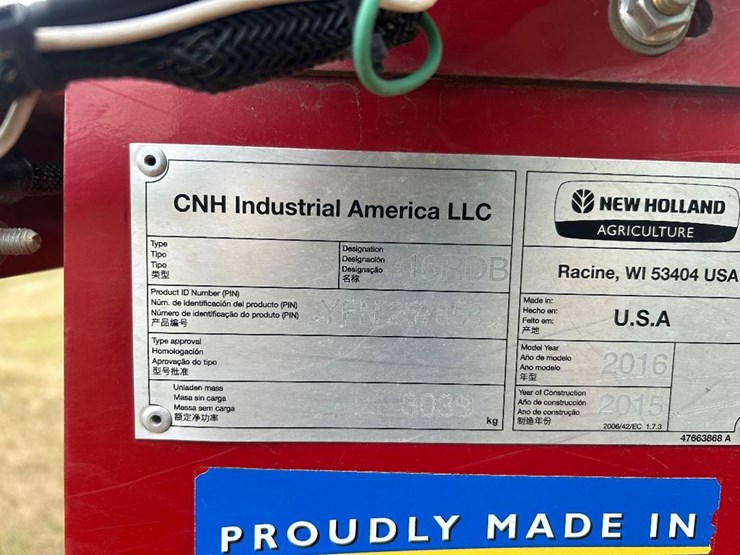 CNH Industrial America LLC
Type
Tipo
Tipo
类型
Designation
Designación
Designação
名称
Product ID Number (PIN)
Núm. de identificación del producto (PIN)
Número de identificação do produto (PIN)
产品编号
Type approval
Homologación
Aprovação do tipo
型号批准
Unladen mass
Masa sin carga
Massa sem carga
额定净功率
kg
NEW HOLLAND
AGRICULTURE
Racine, WI 53404 USA
Made in:
Hecho en:
Feito em:
产地
U.S.A
Model Year
Año de modelo
Ano modelo
年型
2016
Year of Construction
Año de construcción
Ano de construção
制造年份
2015
2006/42/EC 1.7.3
47663868 A
PROUDLY MADE IN